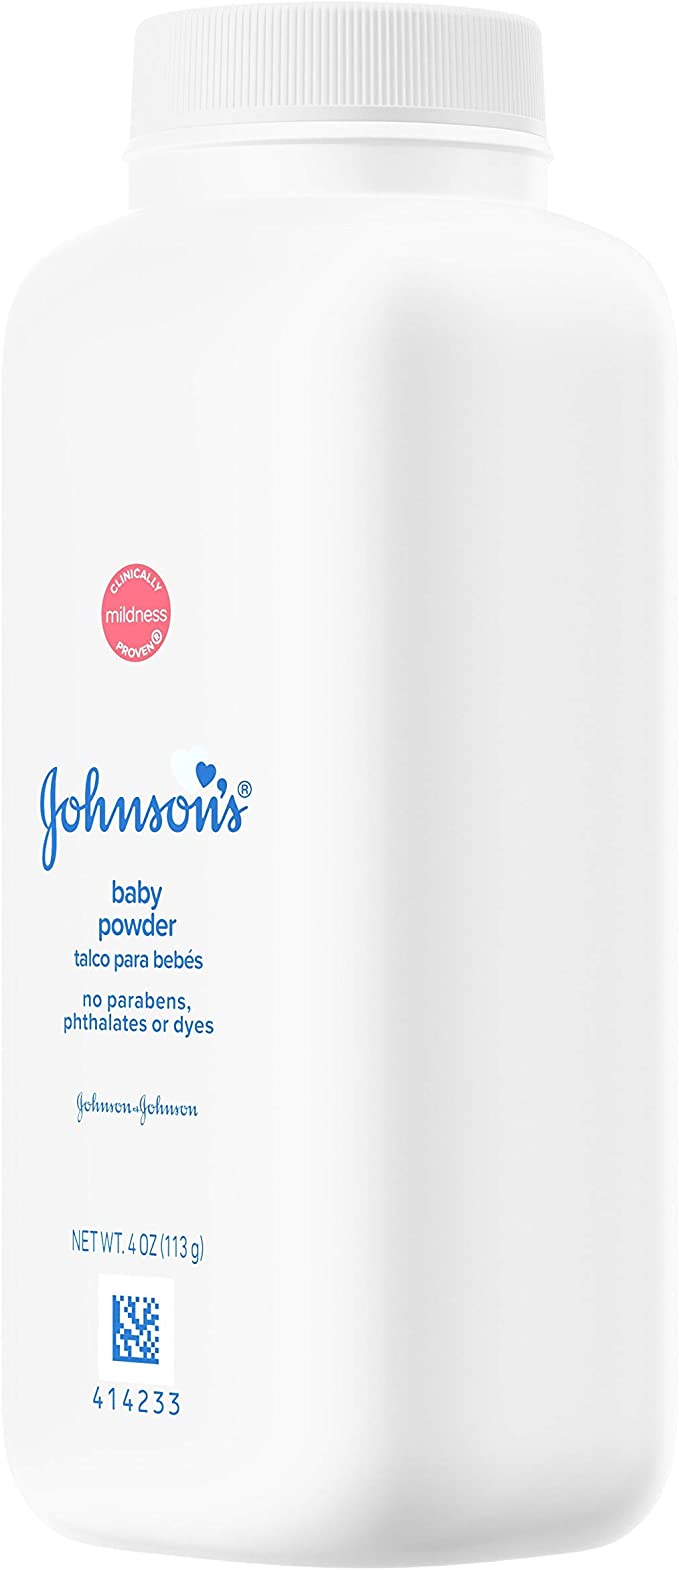 CLINICALLY
mildness
PROVEN®
Johnson's®
baby
powder
talco para bebés
no parabens,
phthalates or dyes
Johnson & Johnson
NET WT. 4 OZ (113 g)
414233